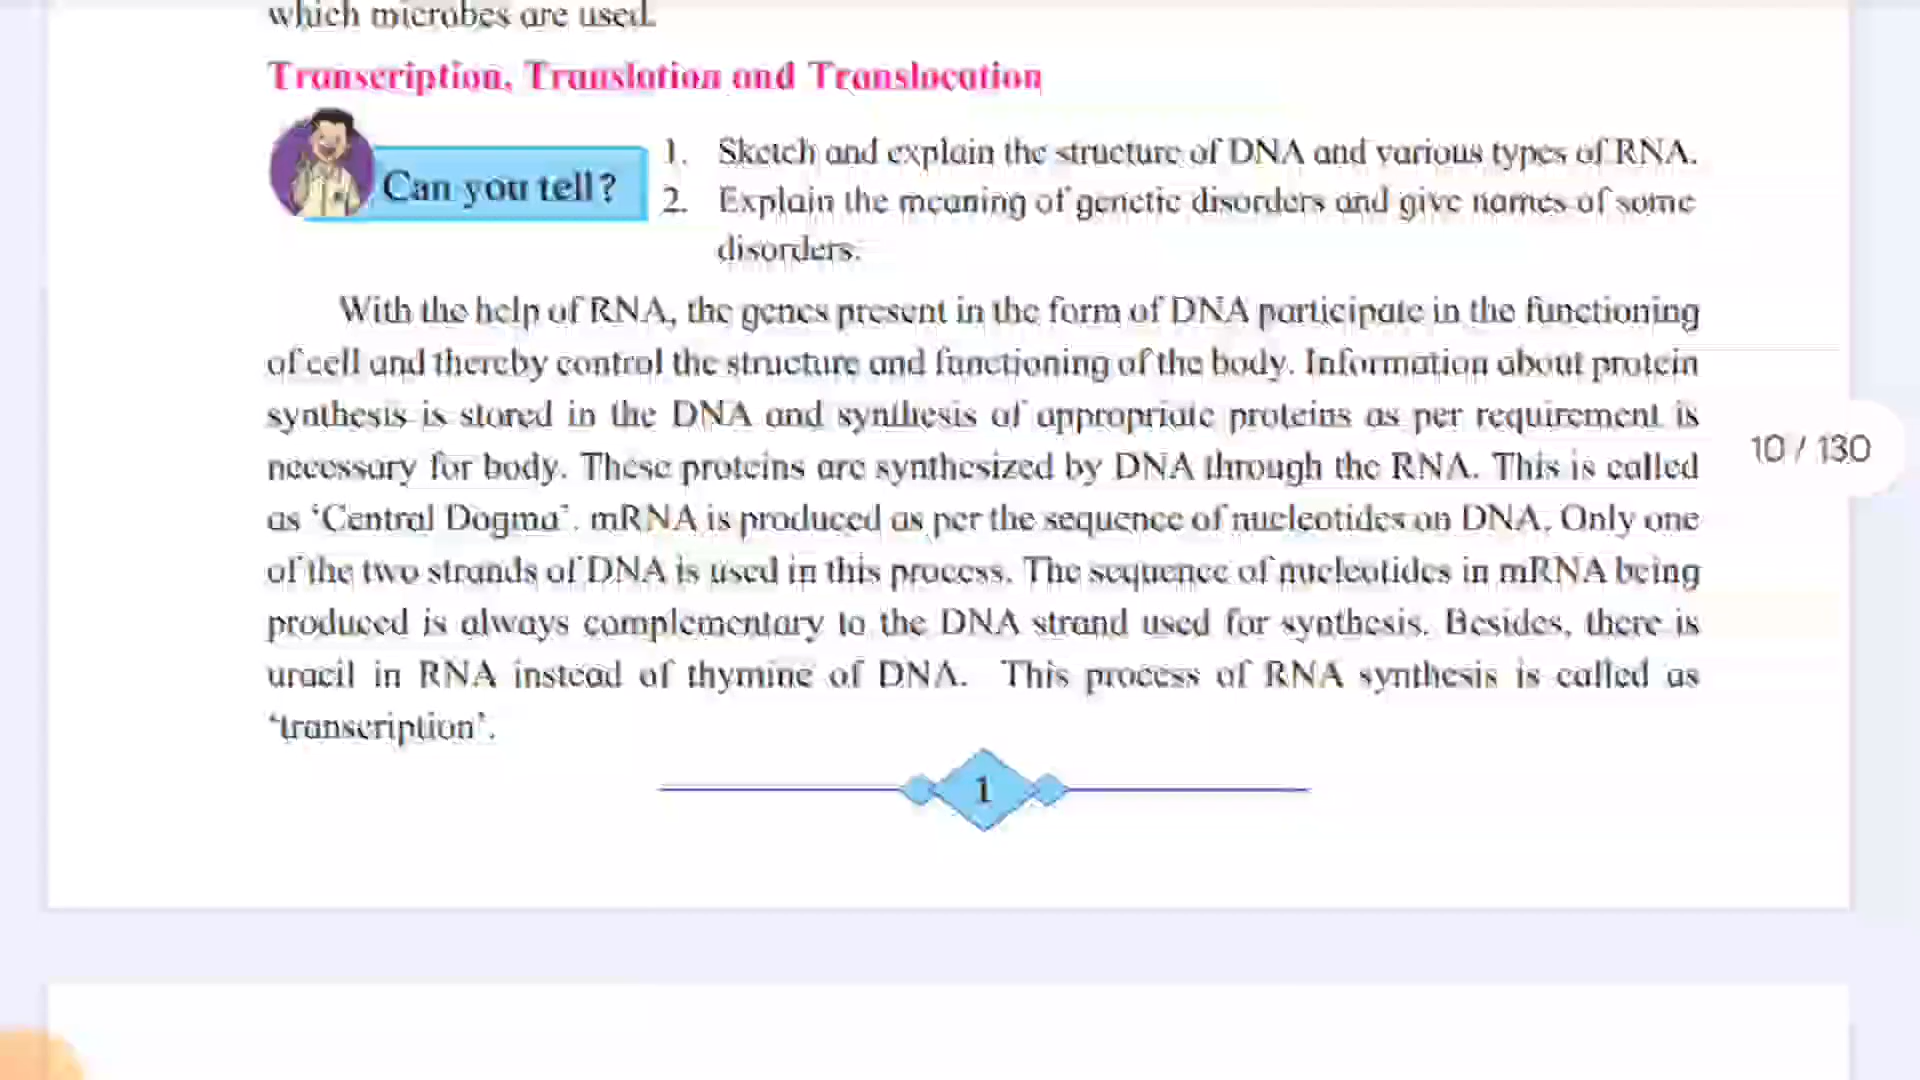 which microbes are used.
Transcription, Translation and Translocation
Can you tell?
1. Sketch and explain the structure of DNA and various types of RNA.
2. Explain the meaning of genetic disorders and give names of some
disorders.
With the help of RNA, the genes present in the form of DNA participate in the functioning
of cell and thereby control the structure and functioning of the body. Information about protein
synthesis is stored in the DNA and synthesis of appropriate proteins as per requirement is
necessary for body. These proteins are synthesized by DNA through the RNA. This is called
as ‘Central Dogma’. mRNA is produced as per the sequence of nucleotides on DNA. Only one
of the two strands of DNA is used in this process. The sequence of nucleotides in mRNA being
produced is always complementary to the DNA strand used for synthesis. Besides, there is
uracil in RNA instead of thymine of DNA. This process of RNA synthesis is called as
‘transcription’.
10 / 130
1